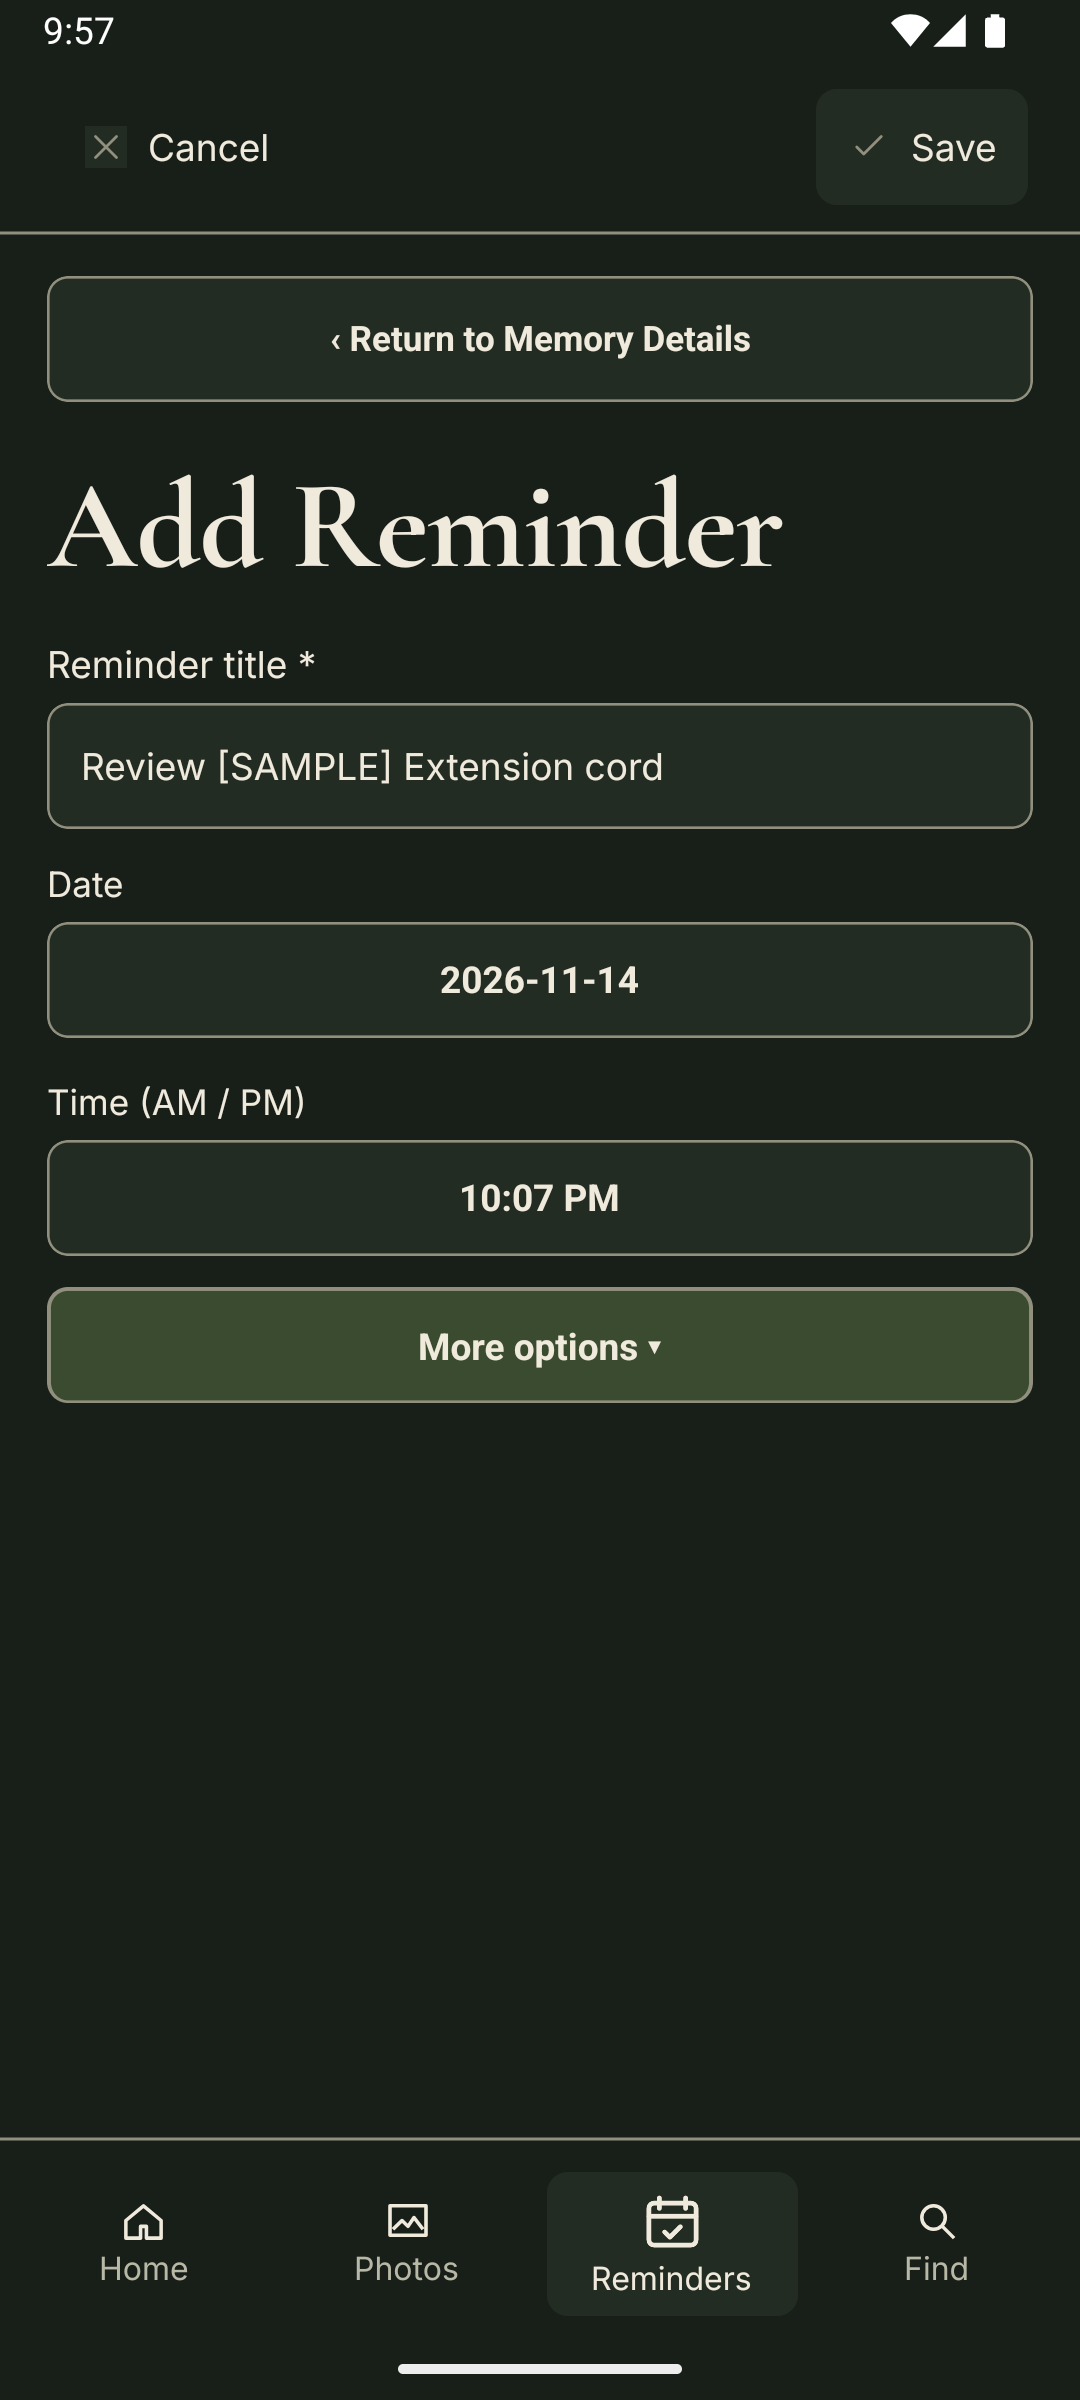 9:57
Cancel
Save
‹ Return to Memory Details
Add Reminder
Reminder title *
Review [SAMPLE] Extension cord
Date
2026-11-14
Time (AM / PM)
10:07 PM
More options ▾
Home
Photos
Reminders
Find